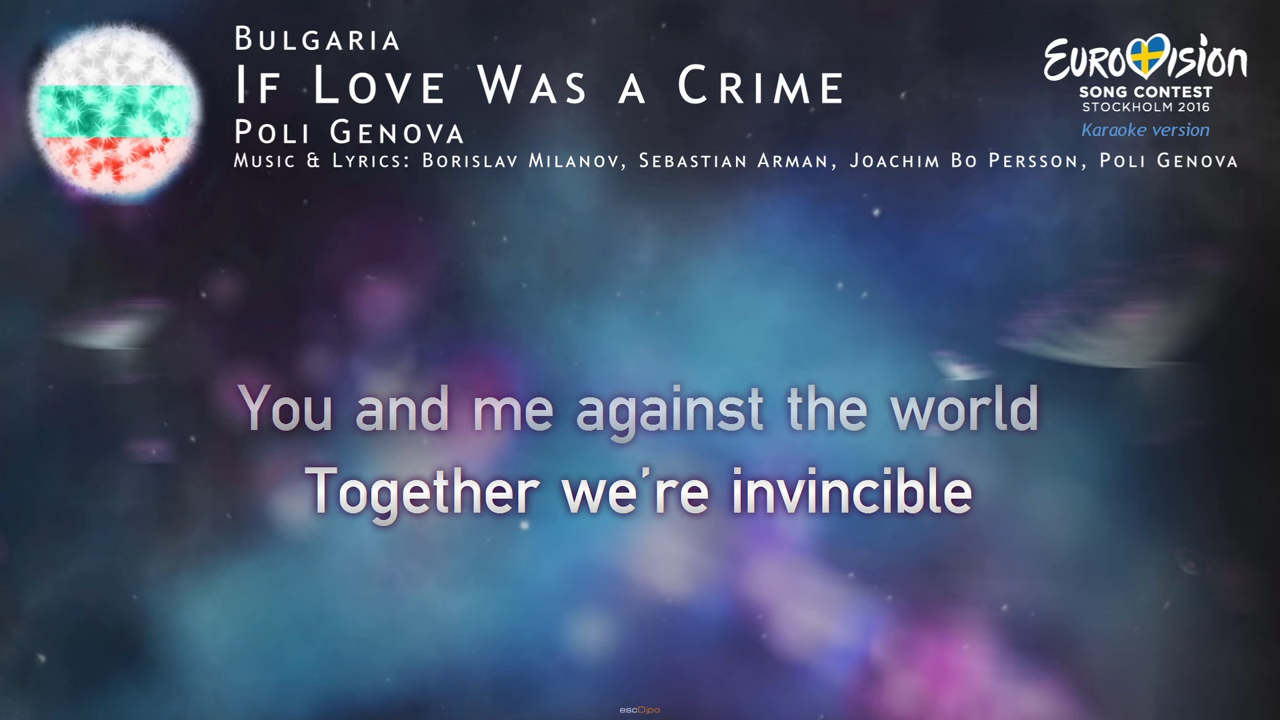 BULGARIA
IF LOVE WAS A CRIME
POLI GENOVA
MUSIC & LYRICS: BORISLAV MILANOV, SEBASTIAN ARMAN, JOACHIM BO PERSSON, POLI GENOVA
EUROVISION
SONG CONTEST
STOCKHOLM 2016
Karaoke version
You and me against the world
Together we're invincible
escDjpo